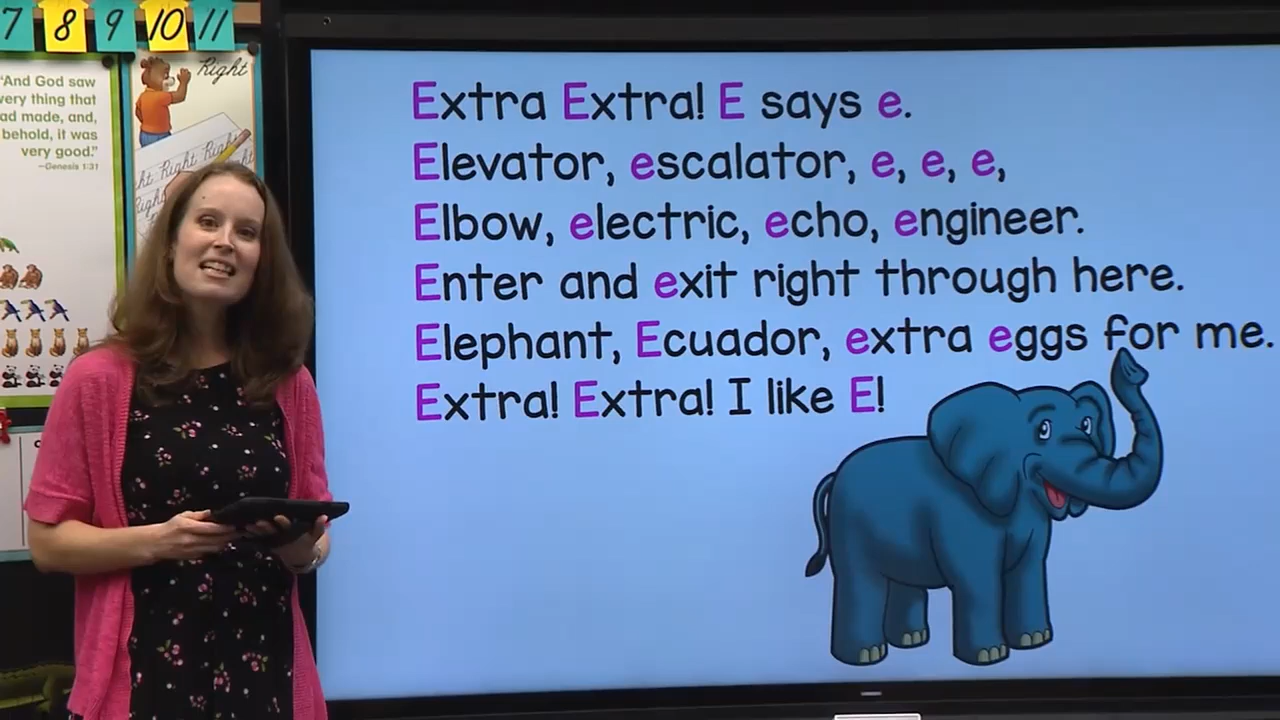 7 8 9 10 11
"And God saw
very thing that
ad made, and,
behold, it was
very good."
—Genesis 1:31
Right
Right Right
Extra Extra! E says e.
Elevator, escalator, e, e, e,
Elbow, electric, echo, engineer.
Enter and exit right through here.
Elephant, Ecuador, extra eggs for me.
Extra! Extra! I like E!